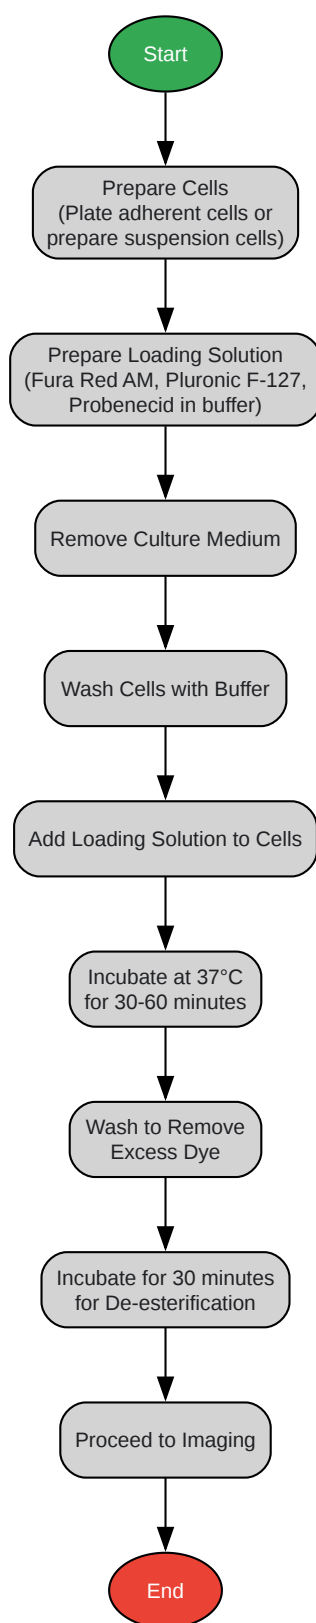 Start
Prepare Cells
(Plate adherent cells or
prepare suspension cells)
Prepare Loading Solution
(Fura Red AM, Pluronic F-127,
Probenecid in buffer)
Remove Culture Medium
Wash Cells with Buffer
Add Loading Solution to Cells
Incubate at 37°C
for 30-60 minutes
Wash to Remove
Excess Dye
Incubate for 30 minutes
for De-esterification
Proceed to Imaging
End